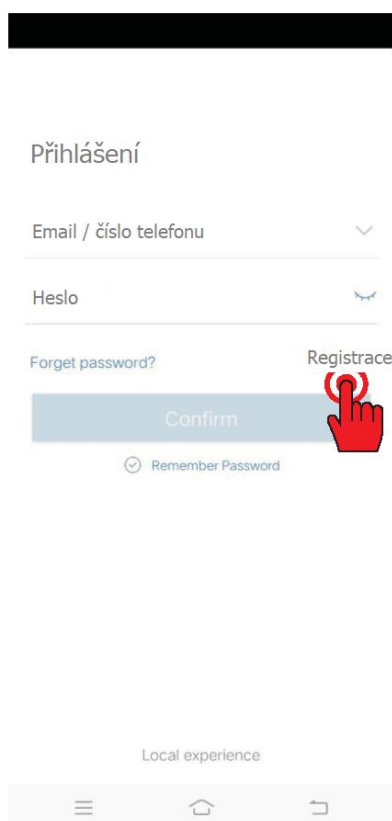 Přihlášení
Email / číslo telefonu
Heslo
Forget password?
Registrace
Confirm
Remember Password
Local experience